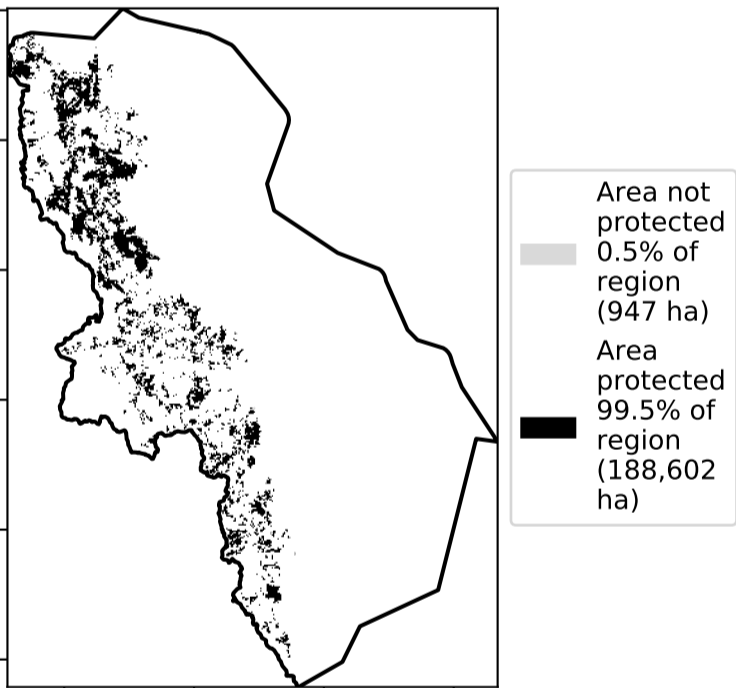 Area not
protected
0.5% of
region
(947 ha)
Area
protected
99.5% of
region
(188,602
ha)